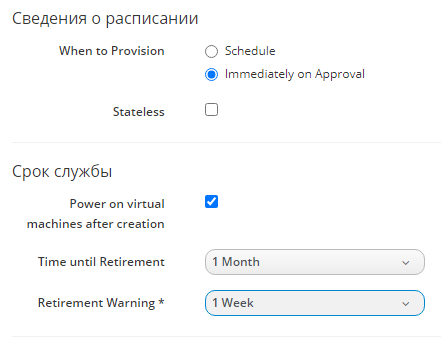 Сведения о расписании
When to Provision
Schedule
Immediately on Approval
Stateless
Срок службы
Power on virtual
machines after creation
Time until Retirement
1 Month
Retirement Warning *
1 Week